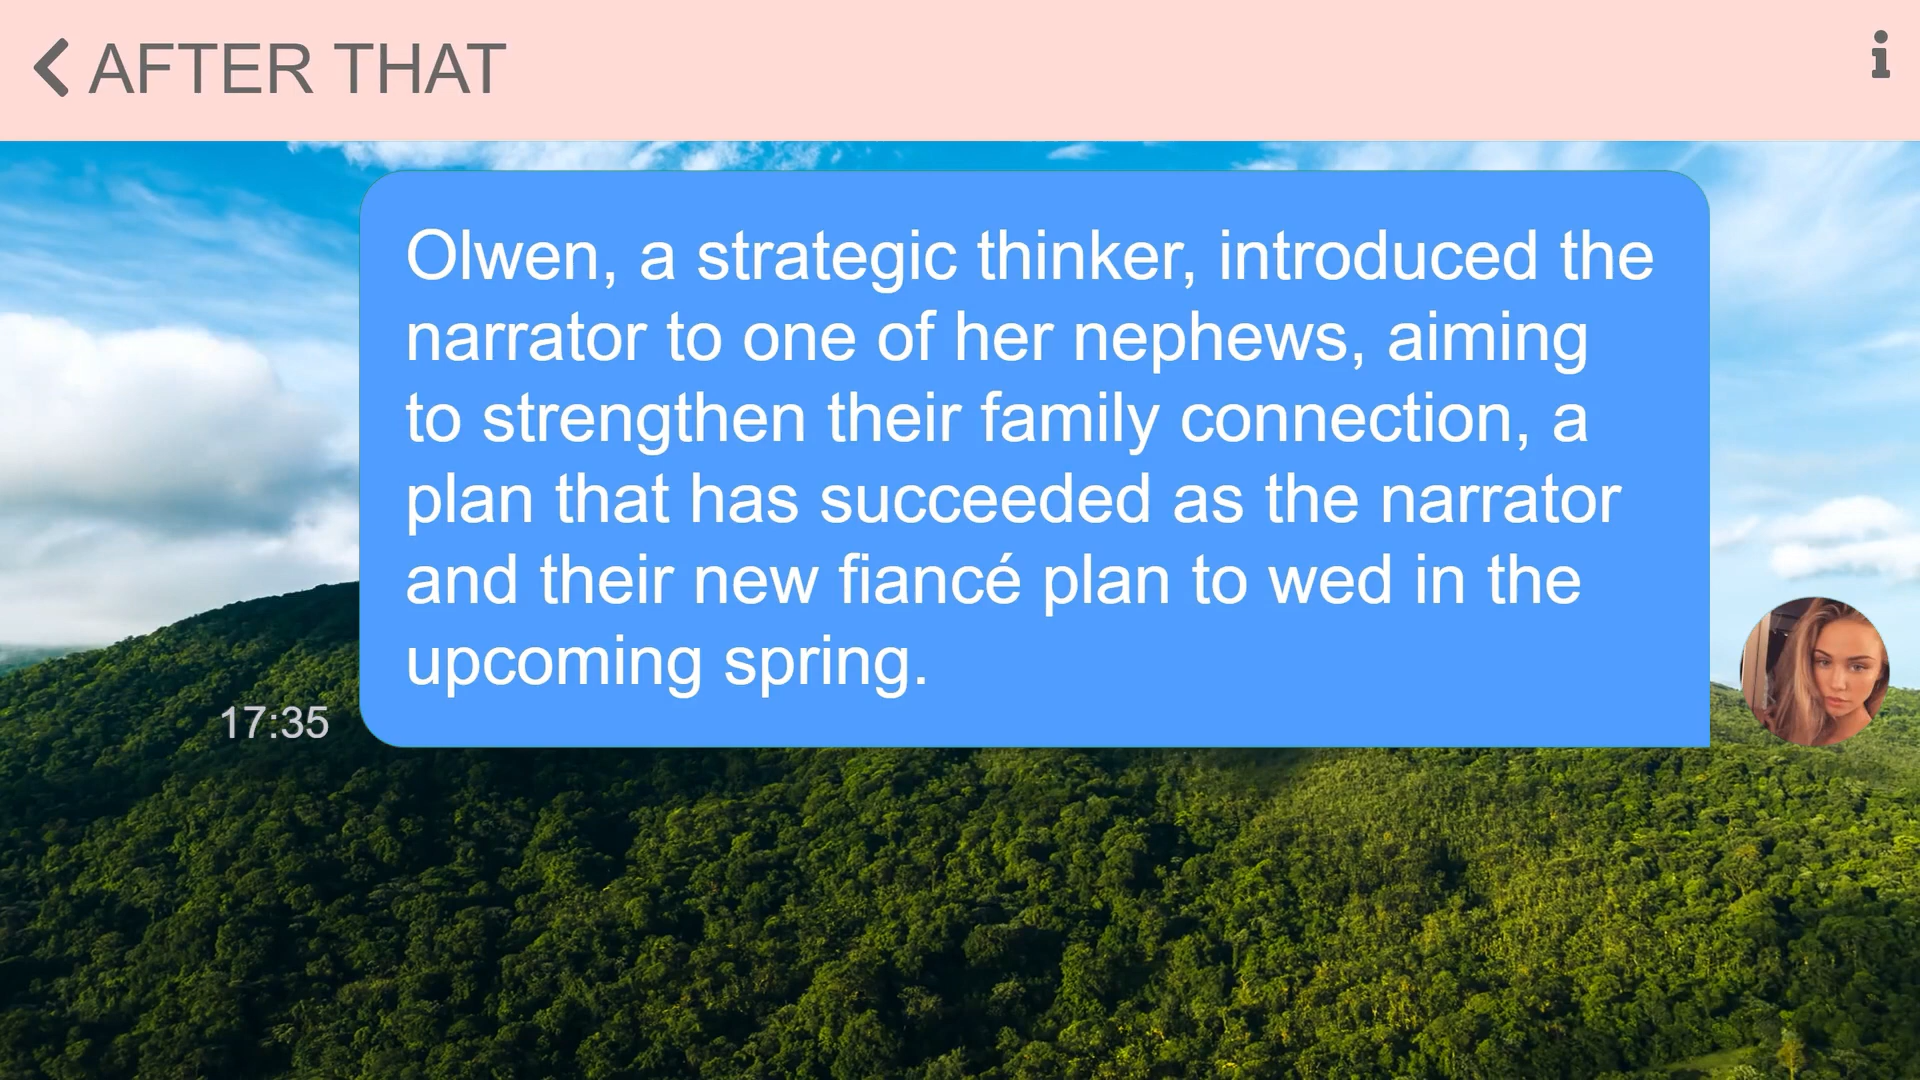 AFTER THAT
Olwen, a strategic thinker, introduced the
narrator to one of her nephews, aiming
to strengthen their family connection, a
plan that has succeeded as the narrator
and their new fiancé plan to wed in the
upcoming spring.
17:35